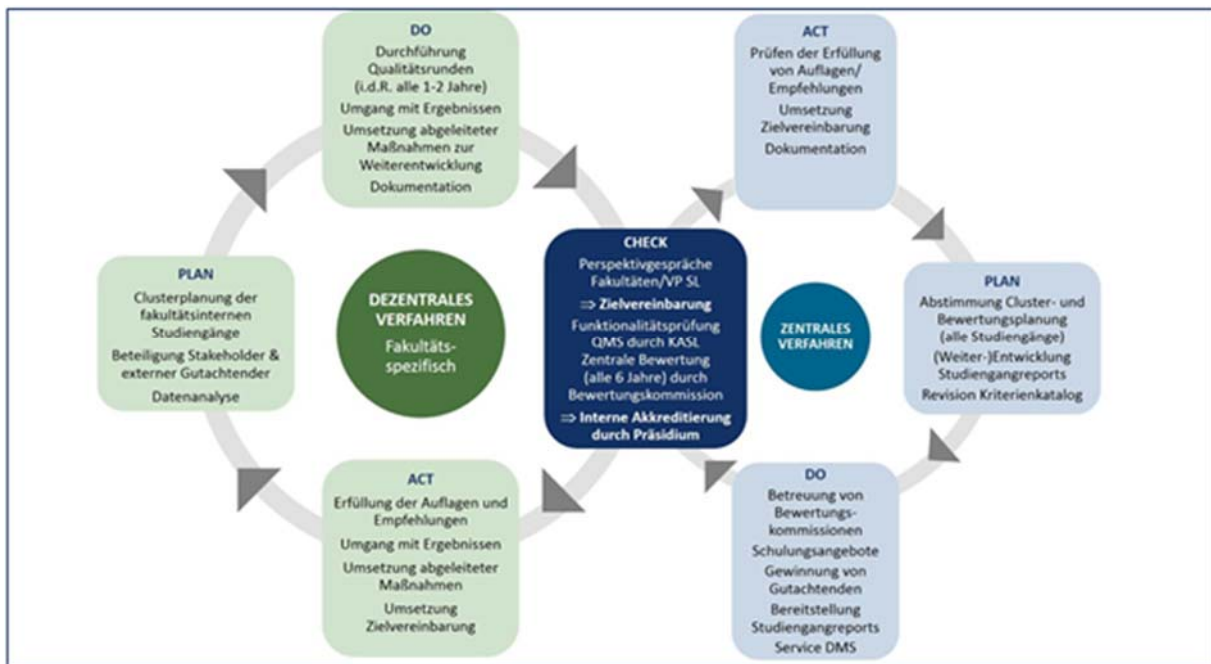 DO
Durchführung
Qualitätsrunden
(i.d.R. alle 1-2 Jahre)
Umgang mit Ergebnissen
Umsetzung abgeleiteter
Maßnahmen zur
Weiterentwicklung
Dokumentation
ACT
Prüfen der Erfüllung
von Auflagen/
Empfehlungen
Umsetzung
Zielvereinbarung
Dokumentation
PLAN
Clusterplanung der
fakultätsinternen
Studiengänge
Beteiligung Stakeholder &
externer Gutachtender
Datenanalyse
DEZENTRALES
VERFAHREN
Fakultäts-
spezifisch
CHECK
Perspektivgespräche
Fakultäten/VP SL
⇒ Zielvereinbarung
Funktionalitätsprüfung
QMS durch KASL
Zentrale Bewertung
(alle 6 Jahre) durch
Bewertungskommission
⇒ Interne Akkreditierung
durch Präsidium
ZENTRALES
VERFAHREN
PLAN
Abstimmung Cluster- und
Bewertungsplanung
(alle Studiengänge)
(Weiter-)Entwicklung
Studiengangreports
Revision Kriterienkatalog
ACT
Erfüllung der Auflagen und
Empfehlungen
Umgang mit Ergebnissen
Umsetzung abgeleiteter
Maßnahmen
Umsetzung
Zielvereinbarung
DO
Betreuung von
Bewertungs-
kommissionen
Schulungsangebote
Gewinnung von
Gutachtenden
Bereitstellung
Studiengangreports
Service DMS